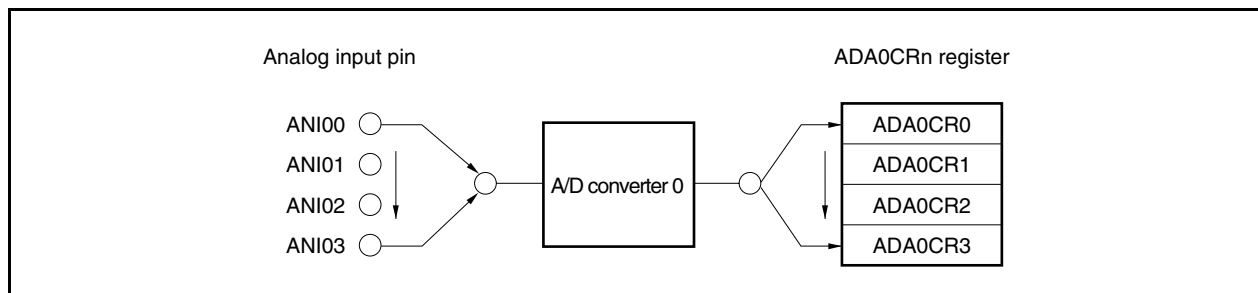 Analog input pin
ADA0CRn register
ANI00
ADA0CR0
ANI01
ADA0CR1
A/D converter 0
ANI02
ADA0CR2
ANI03
ADA0CR3